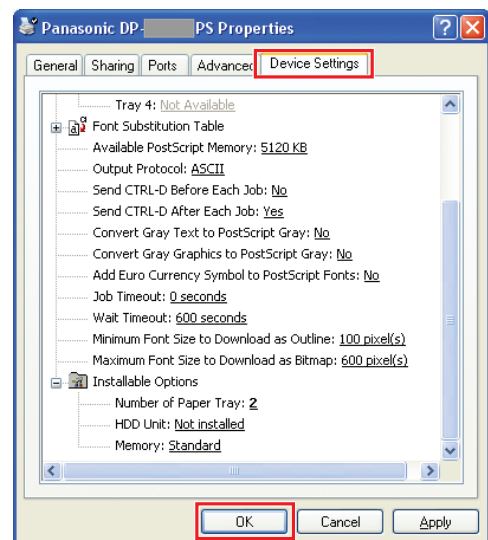 Panasonic DP- PS Properties
General Sharing Ports Advanced Device Settings
Tray 4: Not Available
Font Substitution Table
Available PostScript Memory: 5120 KB
Output Protocol: ASCII
Send CTRL-D Before Each Job: No
Send CTRL-D After Each Job: Yes
Convert Gray Text to PostScript Gray: No
Convert Gray Graphics to PostScript Gray: No
Add Euro Currency Symbol to PostScript Fonts: No
Job Timeout: 0 seconds
Wait Timeout: 600 seconds
Minimum Font Size to Download as Outline: 100 pixel(s)
Maximum Font Size to Download as Bitmap: 600 pixel(s)
Installable Options
Number of Paper Tray: 2
HDD Unit: Not installed
Memory: Standard
OK Cancel Apply